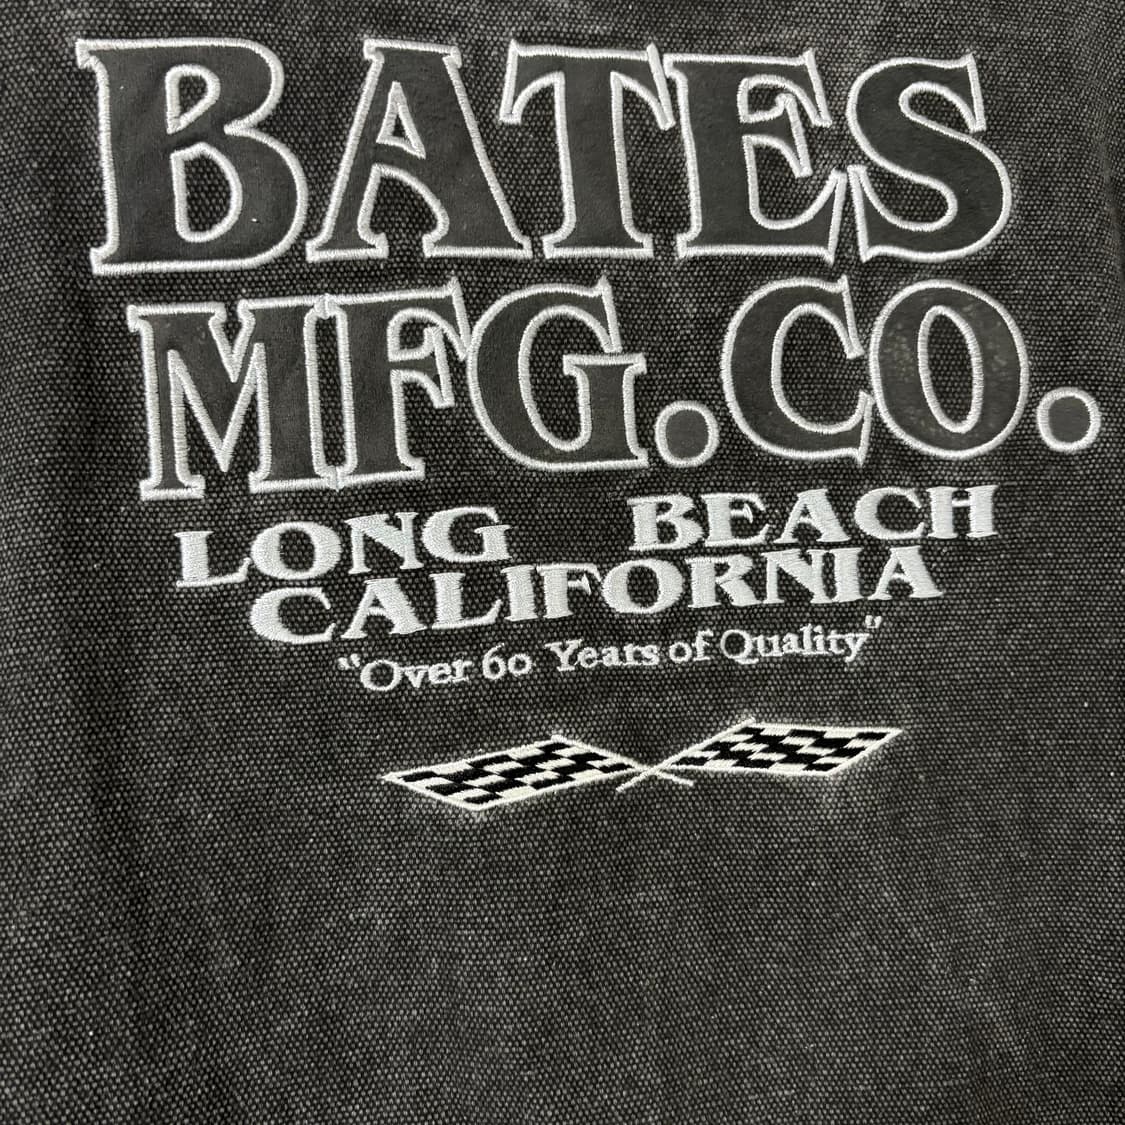 BATES
MFG.CO.
LONG BEACH
CALIFORNIA
"Over 60 Years of Quality"